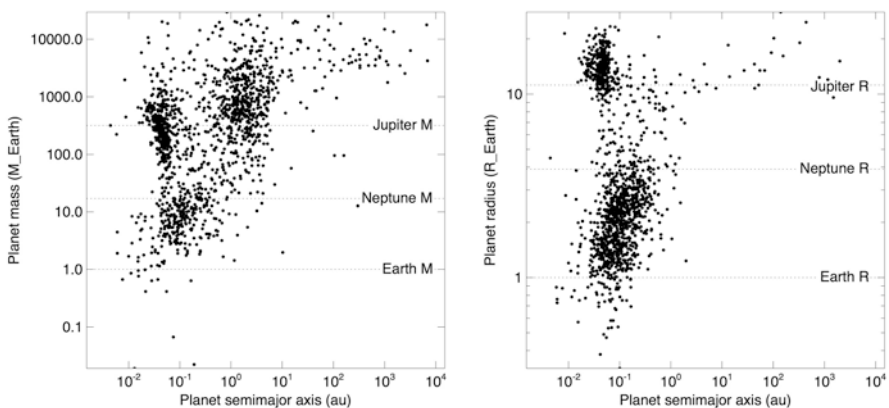 10000.0
1000.0
100.0
10.0
1.0
0.1
Planet mass (M_Earth)
Jupiter M
Neptune M
Earth M
10⁻² 10⁻¹ 10⁰ 10¹ 10² 10³ 10⁴
Planet semimajor axis (au)
10
1
Planet radius (R_Earth)
Jupiter R
Neptune R
Earth R
10⁻² 10⁻¹ 10⁰ 10¹ 10² 10³ 10⁴
Planet semimajor axis (au)